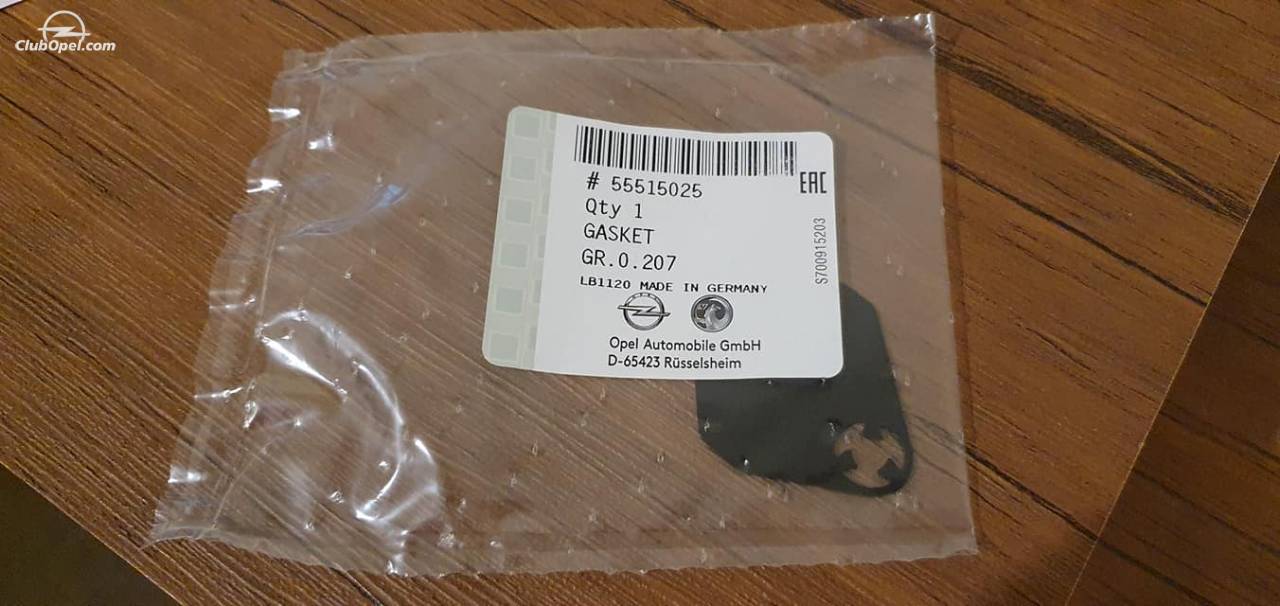 ClubOpel.com
# 55515025
Qty 1
GASKET
GR.0.207
LB1120 MADE IN GERMANY
Opel Automobile GmbH
D-65423 Rüsselsheim
EAC
S700915203